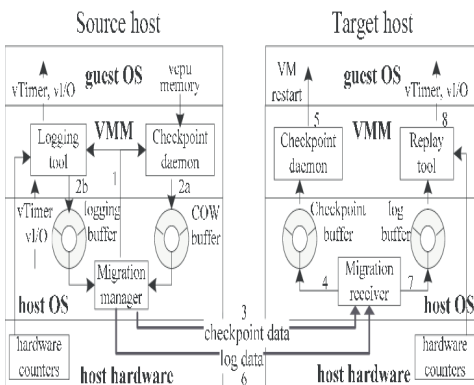 Source host
Target host
guest OS
vTimer, vI/O
vcpu
memory
VMM
Logging
tool
Checkpoint
daemon
1
2b
2a
vTimer
vI/O
logging
buffer
COW
buffer
Migration
manager
host OS
hardware
counters
host hardware
3
checkpoint data
log data
6
VM
restart
guest OS
vTimer, vI/O
5
VMM
8
Checkpoint
daemon
Replay
tool
Checkpoint
buffer
log
buffer
4
Migration
receiver
7
host OS
host hardware
hardware
counters